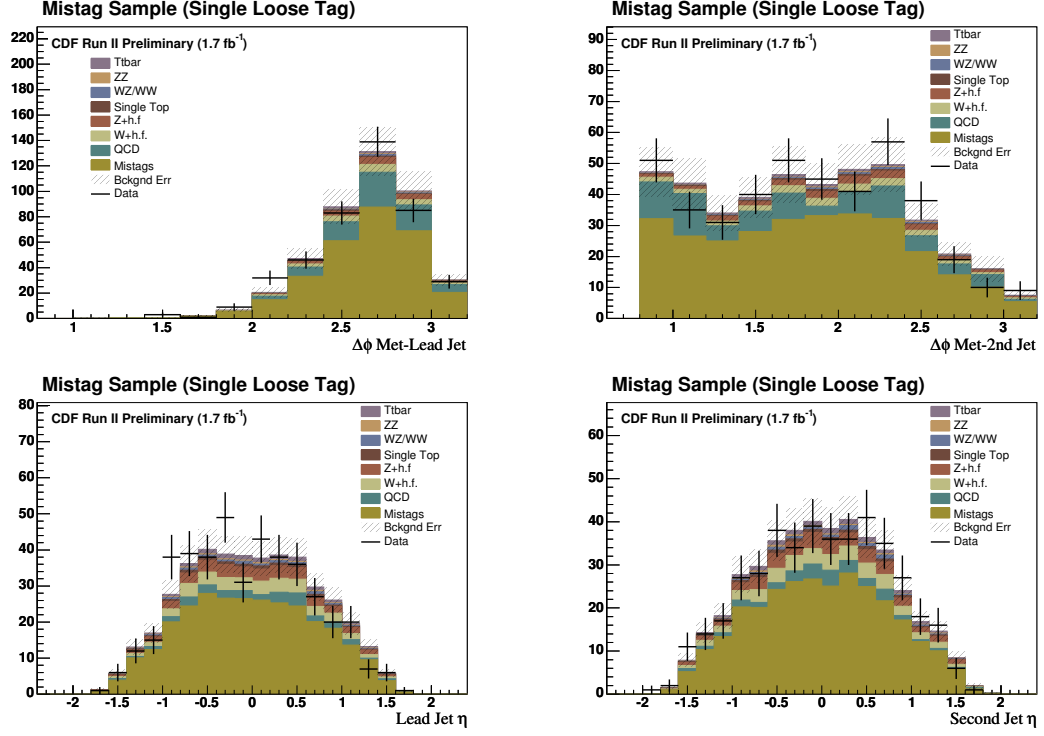 Mistag Sample (Single Loose Tag)
CDF Run II Preliminary (1.7 fb⁻¹)
Ttbar
ZZ
WZ/WW
Single Top
Z+h.f
W+h.f.
QCD
Mistags
Bckgnd Err
Data
220
200
180
160
140
120
100
80
60
40
20
0
1
1.5
2
2.5
3
Δϕ Met-Lead Jet
Mistag Sample (Single Loose Tag)
CDF Run II Preliminary (1.7 fb⁻¹)
Ttbar
ZZ
WZ/WW
Single Top
Z+h.f
W+h.f.
QCD
Mistags
Bckgnd Err
Data
90
80
70
60
50
40
30
20
10
0
1
1.5
2
2.5
3
Δϕ Met-2nd Jet
Mistag Sample (Single Loose Tag)
CDF Run II Preliminary (1.7 fb⁻¹)
Ttbar
ZZ
WZ/WW
Single Top
Z+h.f
W+h.f.
QCD
Mistags
Bckgnd Err
Data
80
70
60
50
40
30
20
10
0
-2
-1.5
-1
-0.5
0
0.5
1
1.5
2
Lead Jet η
Mistag Sample (Single Loose Tag)
CDF Run II Preliminary (1.7 fb⁻¹)
Ttbar
ZZ
WZ/WW
Single Top
Z+h.f
W+h.f.
QCD
Mistags
Bckgnd Err
Data
60
50
40
30
20
10
0
-2
-1.5
-1
-0.5
0
0.5
1
1.5
2
Second Jet η